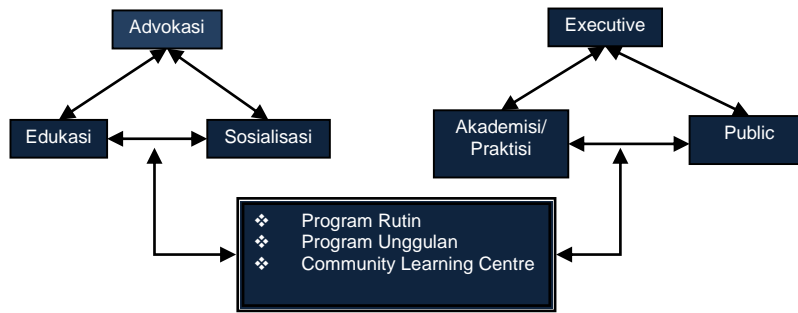 Advokasi
Executive
Edukasi
Sosialisasi
Akademisi/
Praktisi
Public
❖ Program Rutin
❖ Program Unggulan
❖ Community Learning Centre